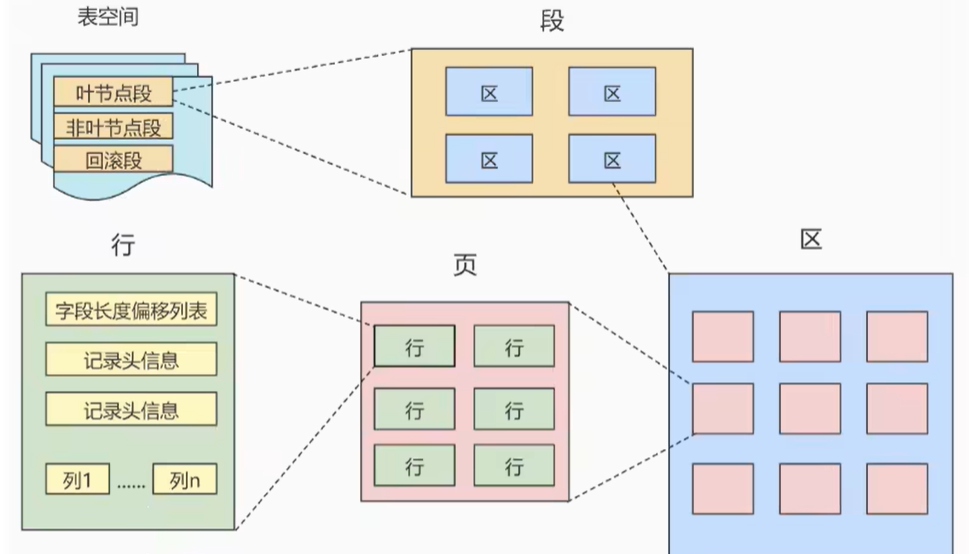 表空间
叶节点段
非叶节点段
回滚段
段
区
区
区
区
行
字段长度偏移列表
记录头信息
记录头信息
列1
......
列n
页
行
行
行
行
行
行
区